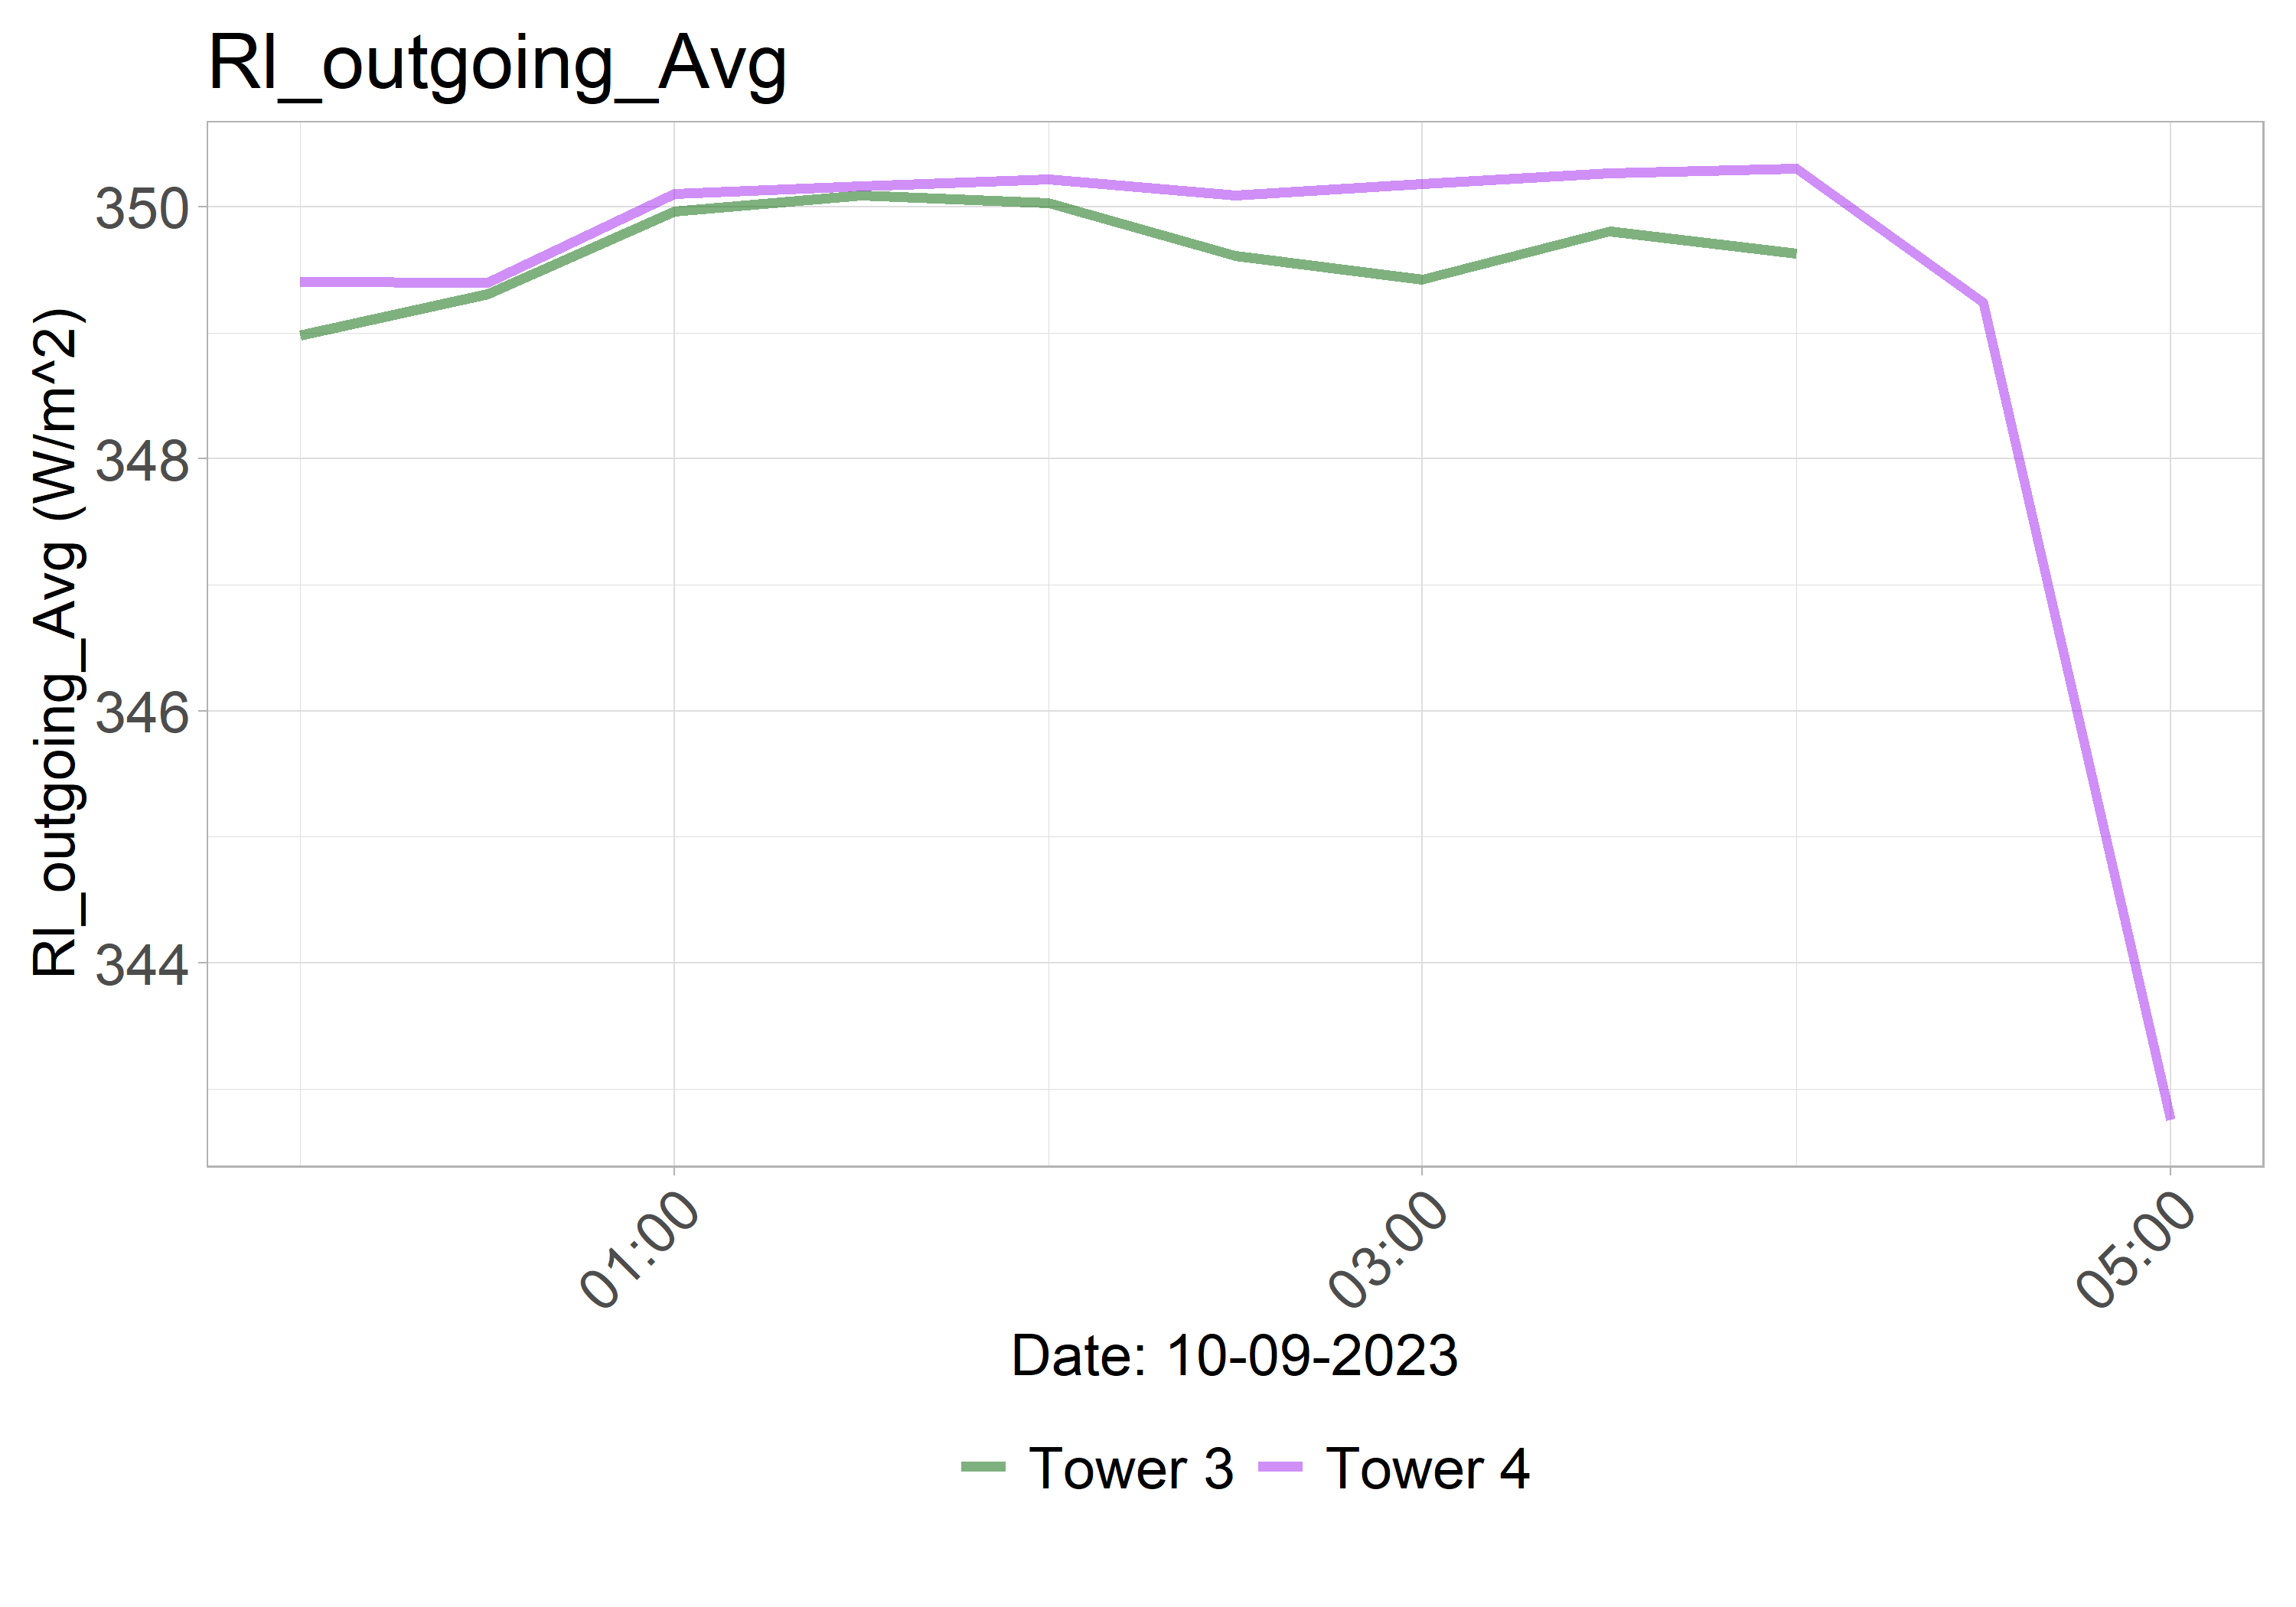 Rl_outgoing_Avg
Rl_outgoing_Avg (W/m^2)
350
348
346
344
01:00
03:00
05:00
Date: 10-09-2023
Tower 3
Tower 4